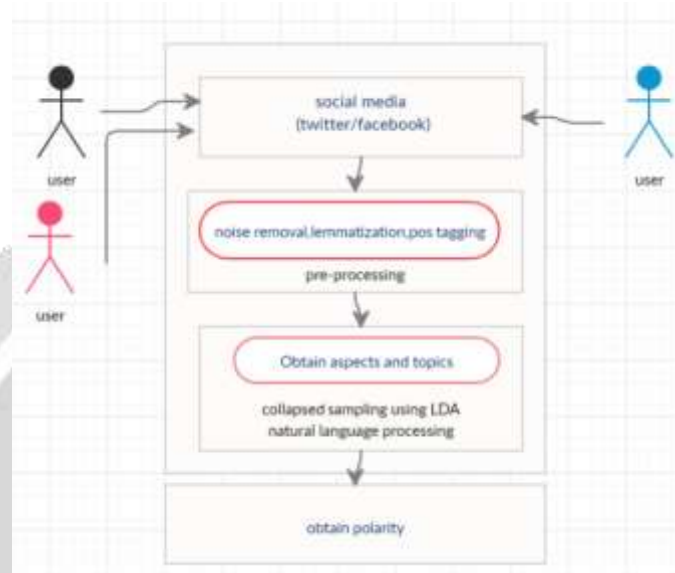 social media
(twitter/facebook)
user
user
noise removal,lemmatization,pos tagging
pre-processing
user
Obtain aspects and topics
collapsed sampling using LDA
natural language processing
obtain polarity